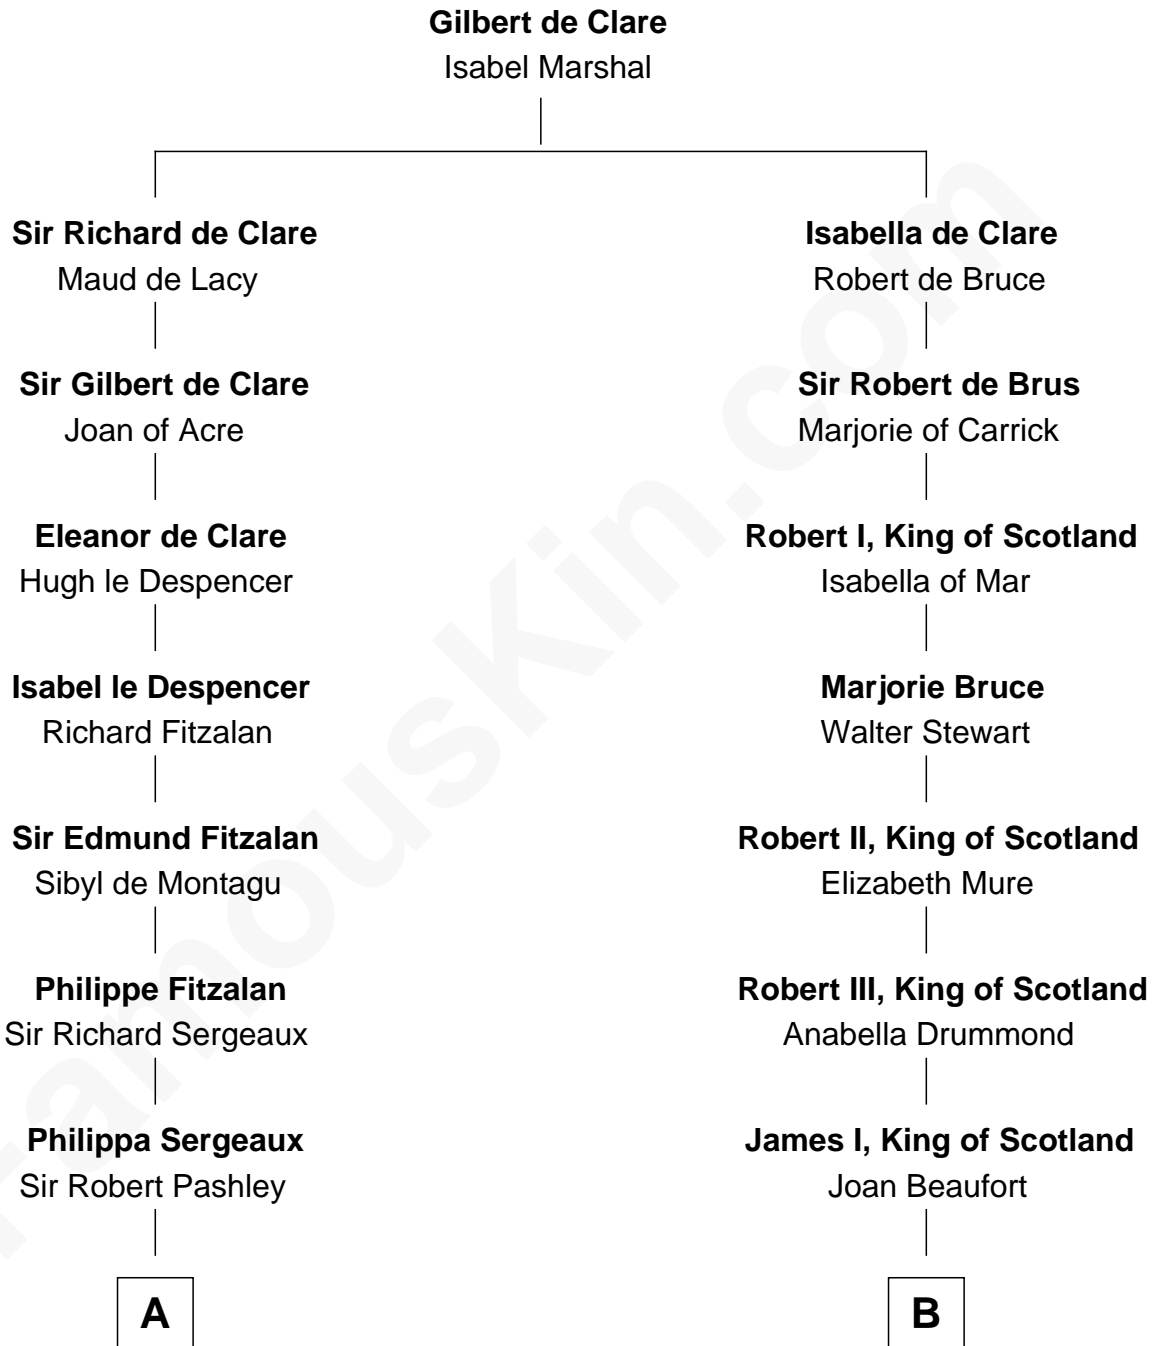 Gilbert de Clare
Isabel Marshal
Sir Richard de Clare
Maud de Lacy
Isabella de Clare
Robert de Bruce
Sir Gilbert de Clare
Joan of Acre
Sir Robert de Brus
Marjorie of Carrick
Eleanor de Clare
Hugh le Despencer
Robert I, King of Scotland
Isabella of Mar
Isabel le Despencer
Richard Fitzalan
Marjorie Bruce
Walter Stewart
Sir Edmund Fitzalan
Sibyl de Montagu
Robert II, King of Scotland
Elizabeth Mure
Philippe Fitzalan
Sir Richard Sergeaux
Robert III, King of Scotland
Anabella Drummond
Philippa Sergeaux
Sir Robert Pashley
James I, King of Scotland
Joan Beaufort
A
B
FamousKin.com